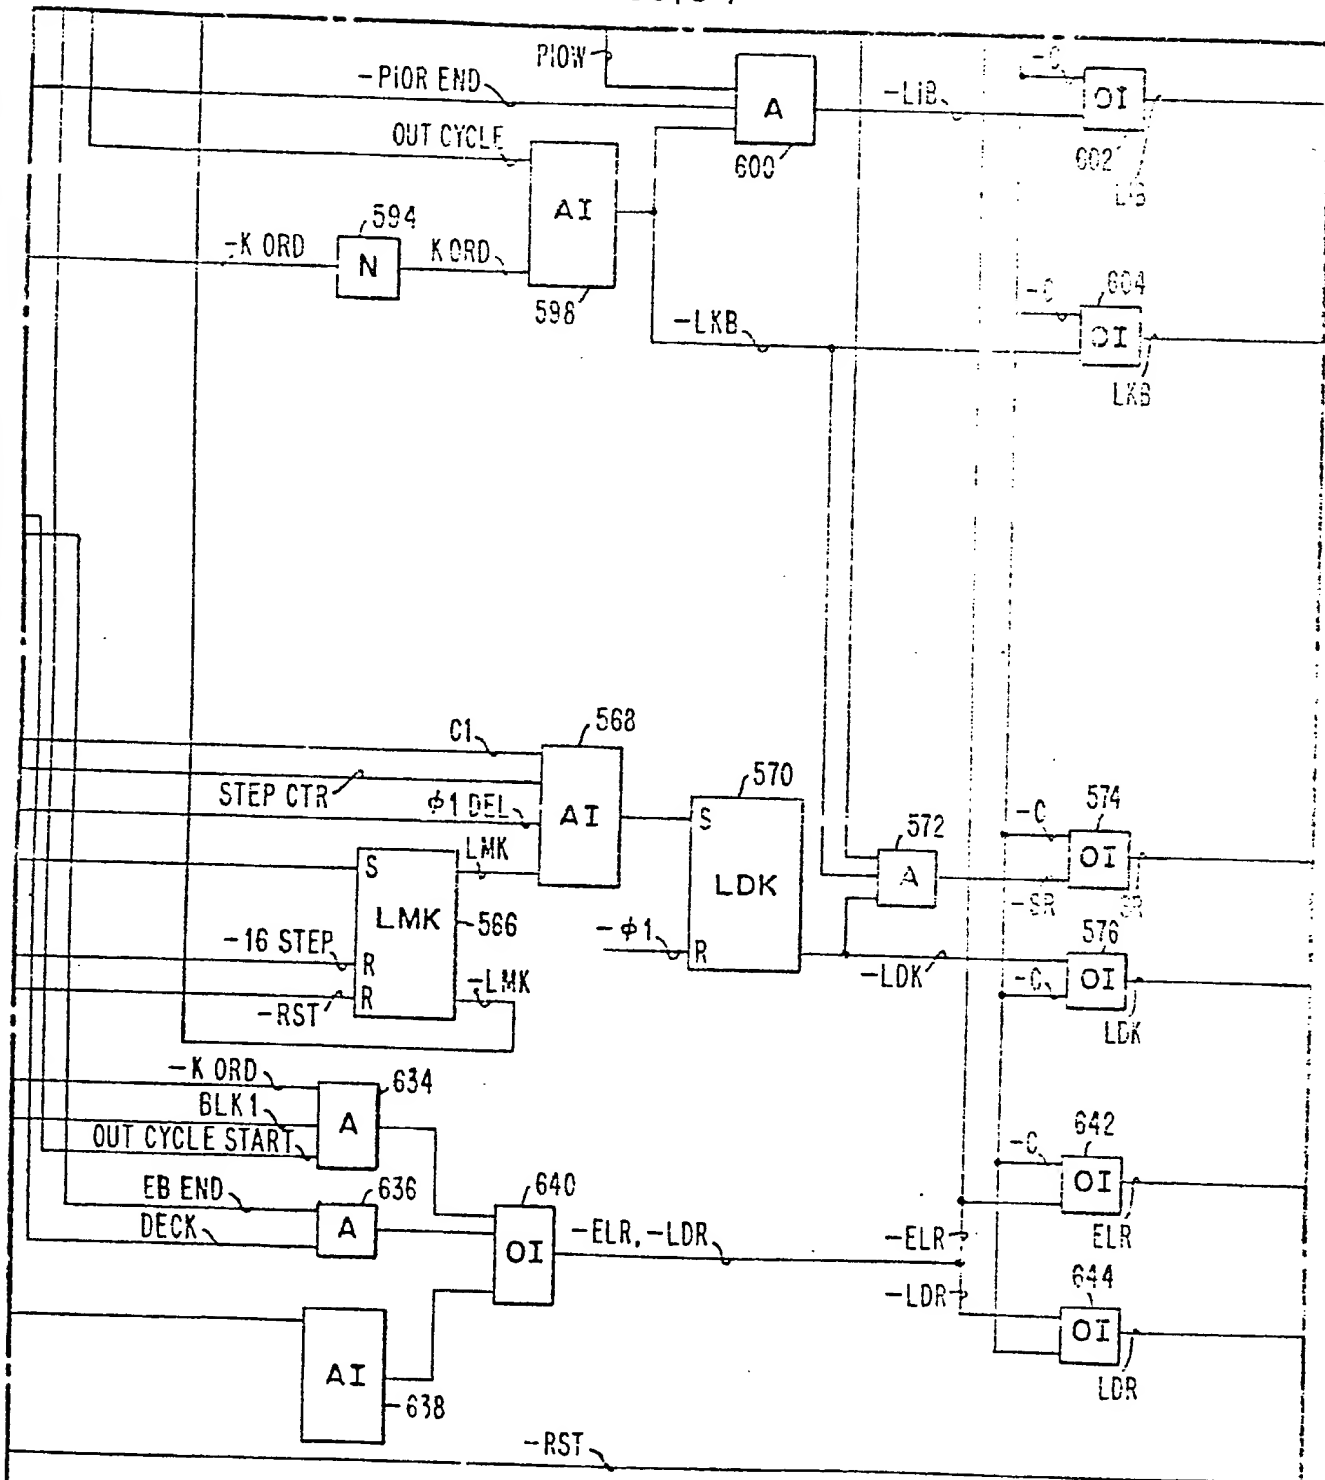 PIOW
-PIOR END
A
600
-LIB
-C
OI
602
LIB
OUT CYCLE
AI
598
594
-K ORD
N
K ORD
-LKB
-C
604
OI
LKB
C1
568
STEP CTR
φ1 DEL
AI
LMK
S
LMK
566
-16 STEP
R
-RST
R
-LMK
570
S
LDK
-φ1
R
572
A
-C
574
OI
-SR
SR
576
-LDK
-C
OI
LDK
-K ORD
634
BLK1
A
OUT CYCLE START
EB END
636
DECK
A
640
OI
-ELR, -LDR
-ELR
-LDR
-C
642
OI
ELR
644
OI
LDR
AI
638
-RST